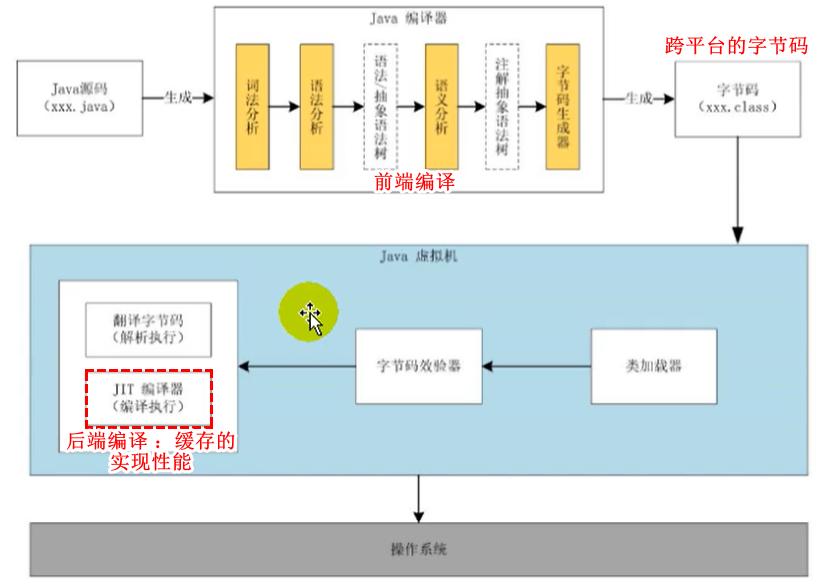 Java 编译器
跨平台的字节码
Java源码
(xxx.java)
生成
词法分析
语法分析
语法/抽象语法树
语义分析
注解抽象语法树
字节码生成器
生成
字节码
(xxx.class)
前端编译
Java 虚拟机
翻译字节码
(解析执行)
JIT 编译器
(编译执行)
后端编译：缓存的
实现性能
字节码效验器
类加载器
操作系统